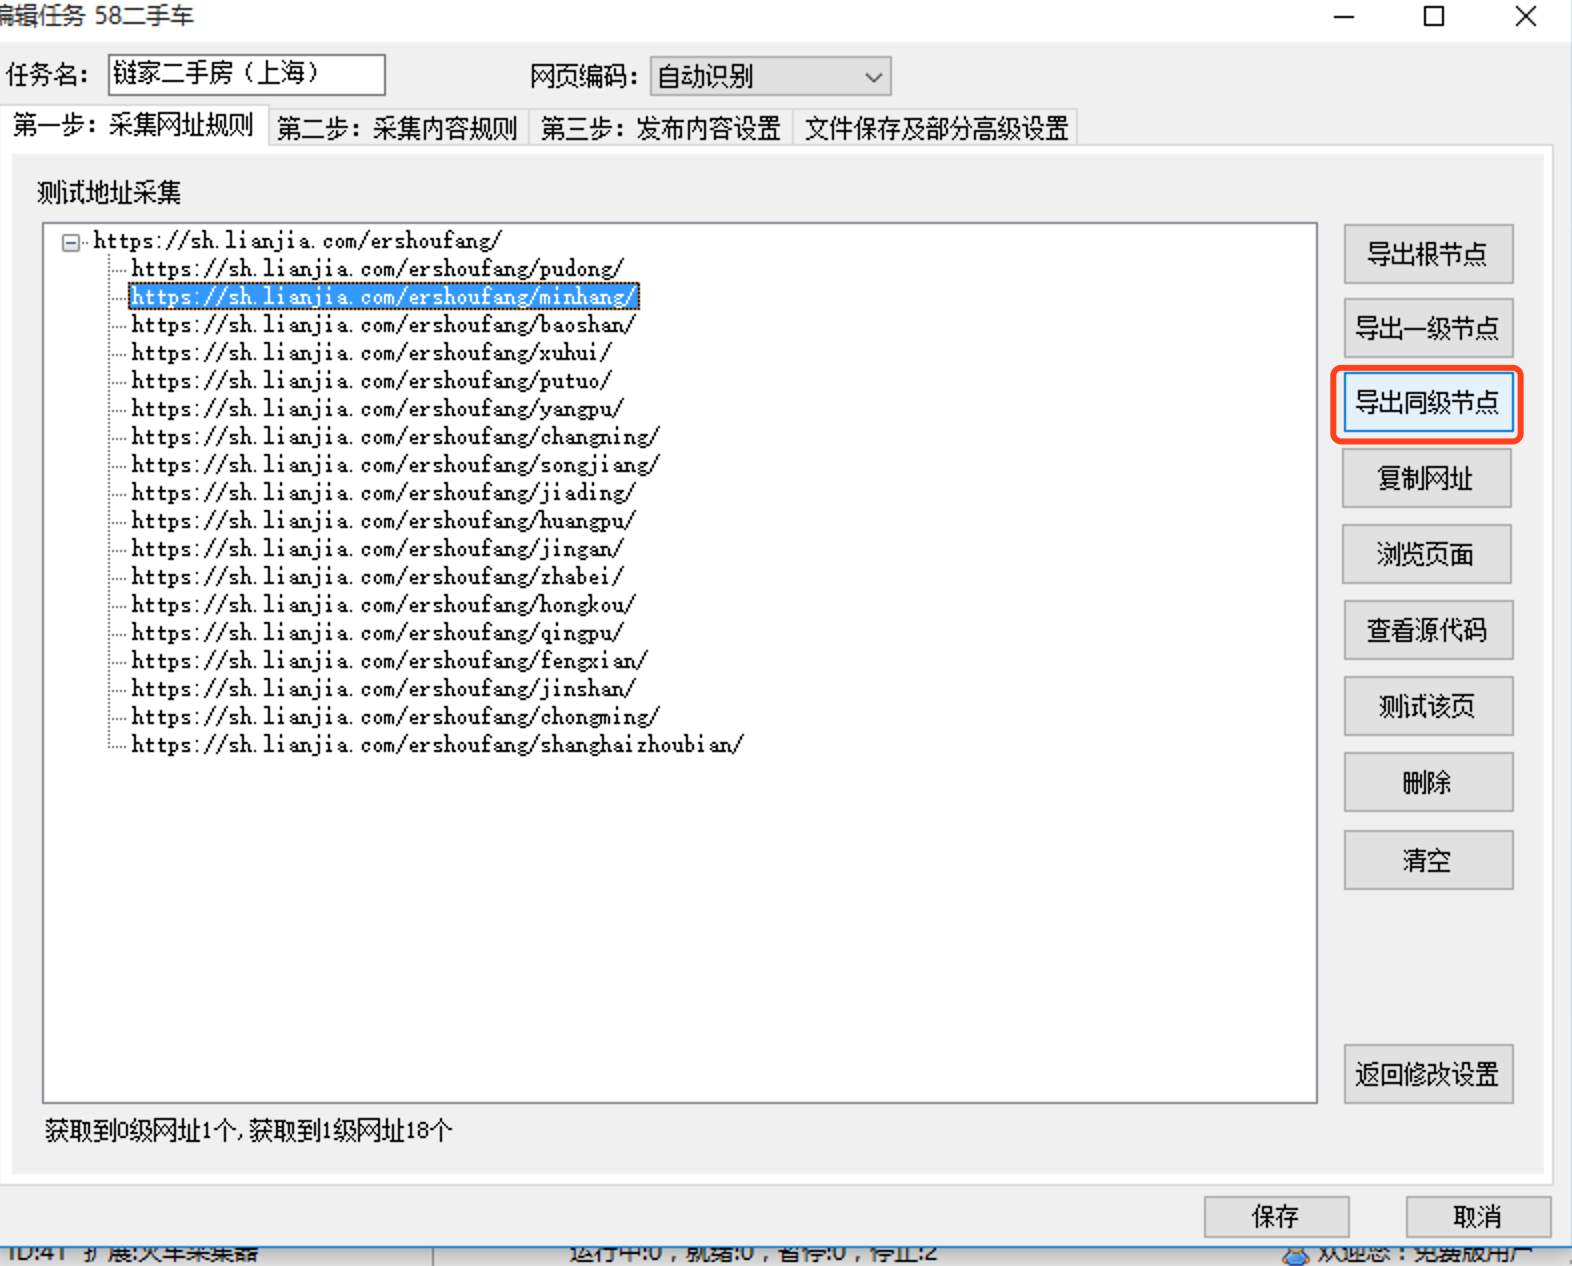 编辑任务 58二手车
任务名： 链家二手房（上海） 网页编码： 自动识别
第一步：采集网址规则 第二步：采集内容规则 第三步：发布内容设置 文件保存及部分高级设置
测试地址采集
https://sh.lianjia.com/ershoufang/
https://sh.lianjia.com/ershoufang/pudong/
https://sh.lianjia.com/ershoufang/minhang/
https://sh.lianjia.com/ershoufang/baoshan/
https://sh.lianjia.com/ershoufang/xuhui/
https://sh.lianjia.com/ershoufang/putuo/
https://sh.lianjia.com/ershoufang/yangpu/
https://sh.lianjia.com/ershoufang/changning/
https://sh.lianjia.com/ershoufang/songjiang/
https://sh.lianjia.com/ershoufang/jiading/
https://sh.lianjia.com/ershoufang/huangpu/
https://sh.lianjia.com/ershoufang/jingan/
https://sh.lianjia.com/ershoufang/zhabei/
https://sh.lianjia.com/ershoufang/hongkou/
https://sh.lianjia.com/ershoufang/qingpu/
https://sh.lianjia.com/ershoufang/fengxian/
https://sh.lianjia.com/ershoufang/jinshan/
https://sh.lianjia.com/ershoufang/chongming/
https://sh.lianjia.com/ershoufang/shanghaizhoubian/
导出根节点
导出一级节点
导出同级节点
复制网址
浏览页面
查看源代码
测试该页
删除
清空
返回修改设置
获取到0级网址1个,获取到1级网址18个
保存 取消
ID:41 扩展:火车采集器 运行中:0，就绪:0，暂停:0，停止:2 欢迎您！免费版用户